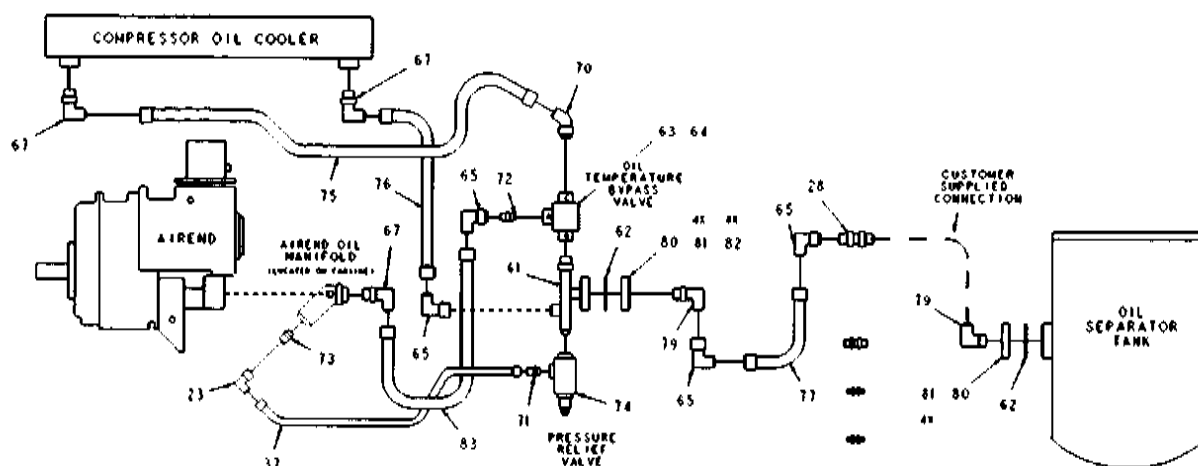 COMPRESSOR OIL COOLER
67
70
67
63 64
OIL
TEMPERATURE
BYPASS
VALVE
75
76
65
72
28
CUSTOMER
SUPPLIED
CONNECTION
65
4X
80 81 82
62
AIREND
AIREND OIL
MANIFOLD
67
61
OIL
SEPARATOR
TANK
79
79
65
73
23
65
77
74
71
81 80
4X
62
83
37
PRESSURE
RELIEF
VALVE